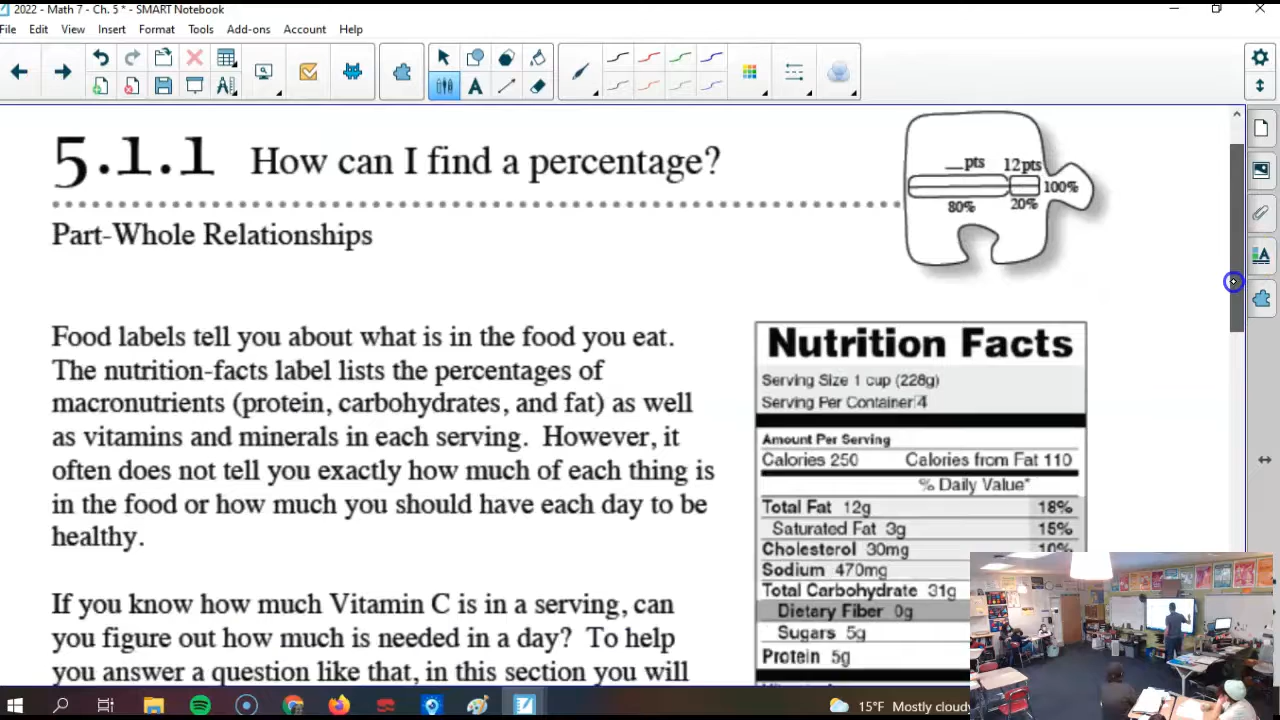 2022 - Math 7 - Ch. 5 * - SMART Notebook
File Edit View Insert Format Tools Add-ons Account Help
5.1.1 How can I find a percentage?
__pts 12pts
100%
80% 20%
Part-Whole Relationships
Food labels tell you about what is in the food you eat.
The nutrition-facts label lists the percentages of
macronutrients (protein, carbohydrates, and fat) as well
as vitamins and minerals in each serving. However, it
often does not tell you exactly how much of each thing is
in the food or how much you should have each day to be
healthy.
If you know how much Vitamin C is in a serving, can
you figure out how much is needed in a day? To help
you answer a question like that, in this section you will
Nutrition Facts
Serving Size 1 cup (228g)
Serving Per Container 4
Amount Per Serving
Calories 250 Calories from Fat 110
% Daily Value*
Total Fat 12g 18%
Saturated Fat 3g 15%
Cholesterol 30mg 10%
Sodium 470mg
Total Carbohydrate 31g
Dietary Fiber 0g
Sugars 5g
Protein 5g
15°F Mostly cloudy